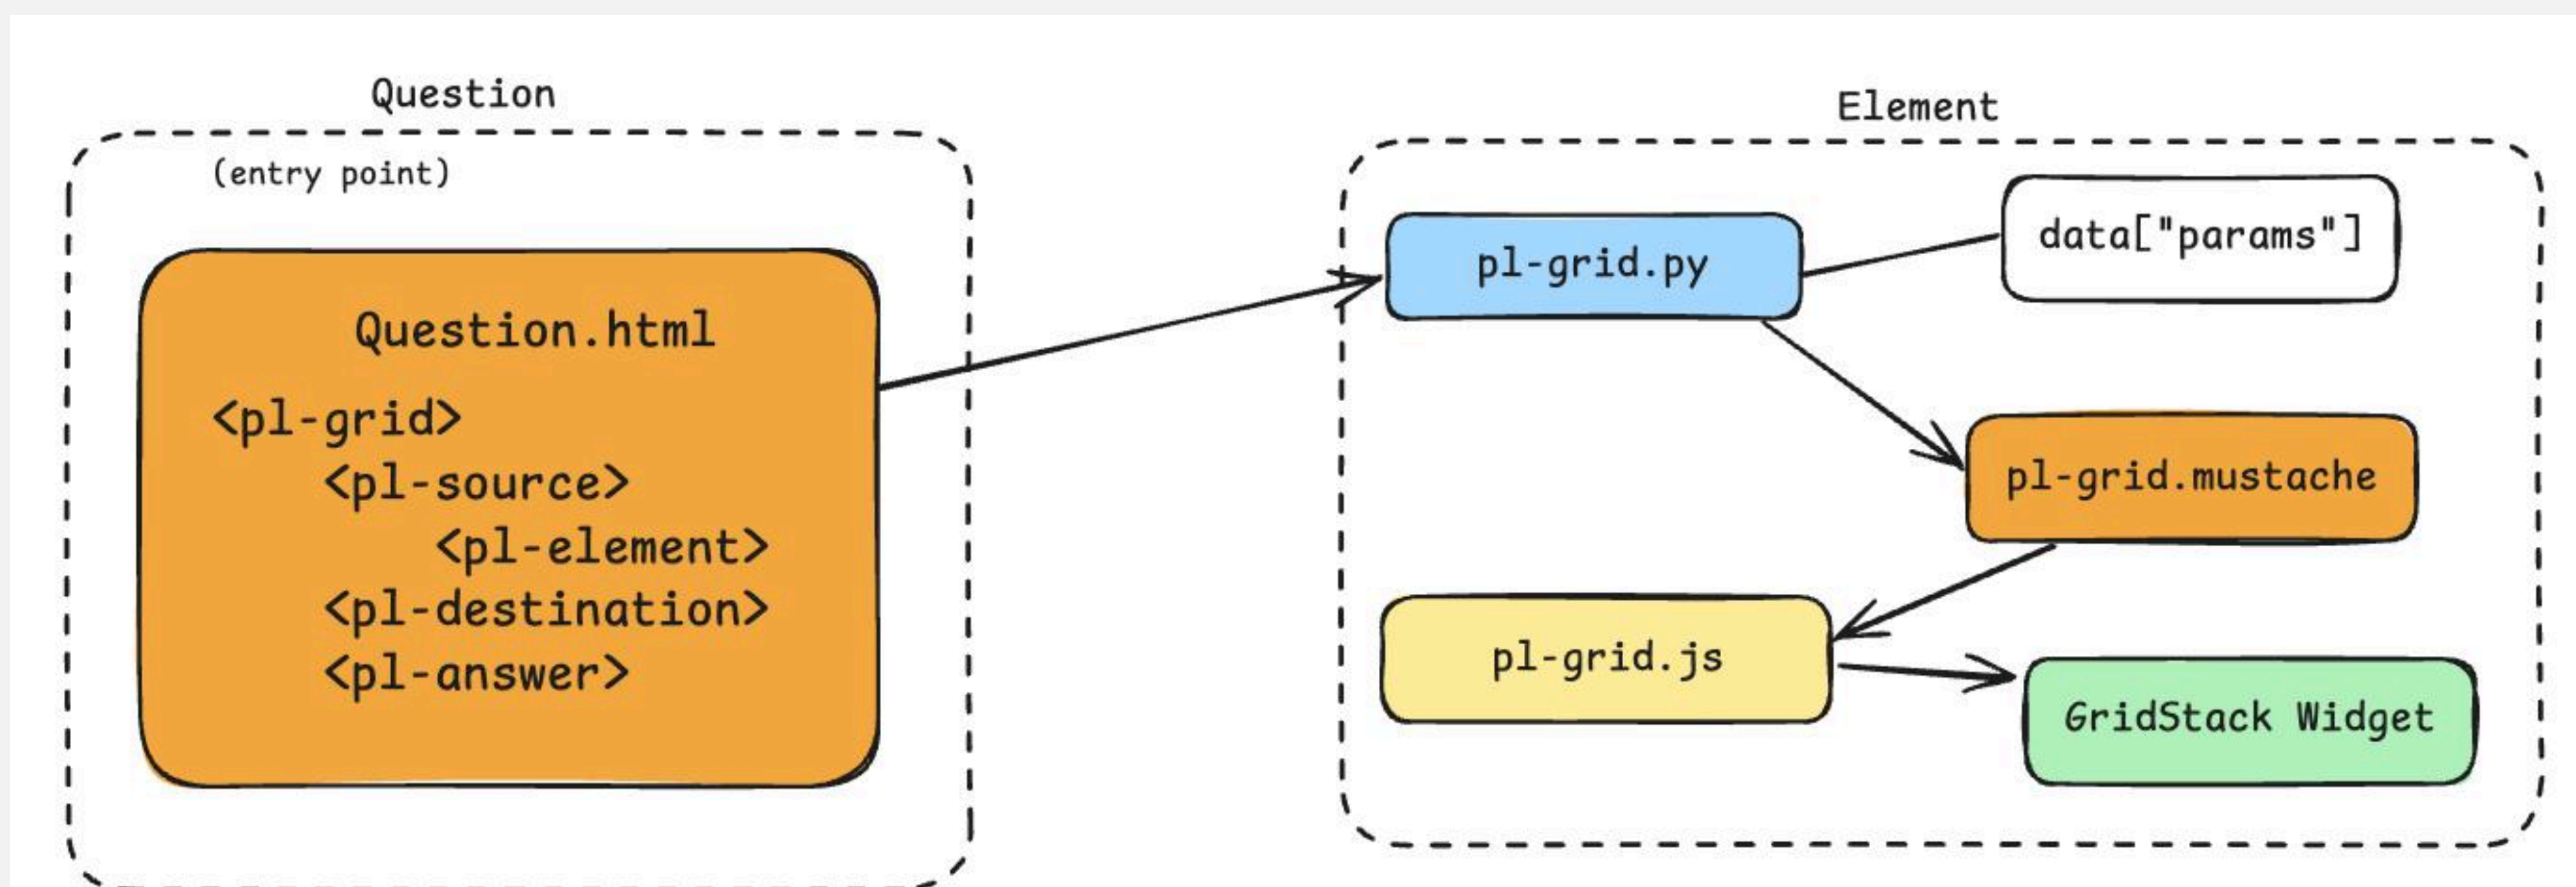 Question
(entry point)
Question.html
<pl-grid>
<pl-source>
<pl-element>
<pl-destination>
<pl-answer>
Element
pl-grid.py
data["params"]
pl-grid.mustache
pl-grid.js
GridStack Widget